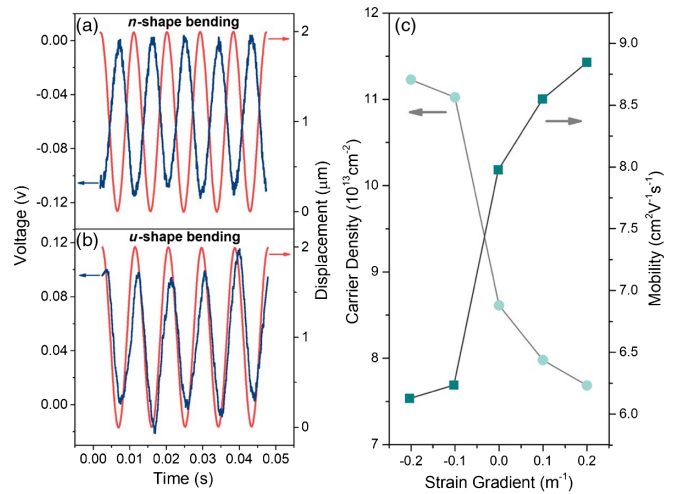 (a) n-shape bending
0.00
-0.04
-0.08
-0.12
2
1
0
(b) u-shape bending
0.12
0.08
0.04
0.00
2
1
0
Voltage (v)
Displacement (μm)
0.00 0.01 0.02 0.03 0.04 0.05
Time (s)
(c)
13
12
11
10
9
8
7
Carrier Density (10¹³cm⁻²)
9.0
8.5
8.0
7.5
7.0
6.5
6.0
Mobility (cm²V⁻¹s⁻¹)
-0.2 -0.1 0.0 0.1 0.2
Strain Gradient (m⁻¹)